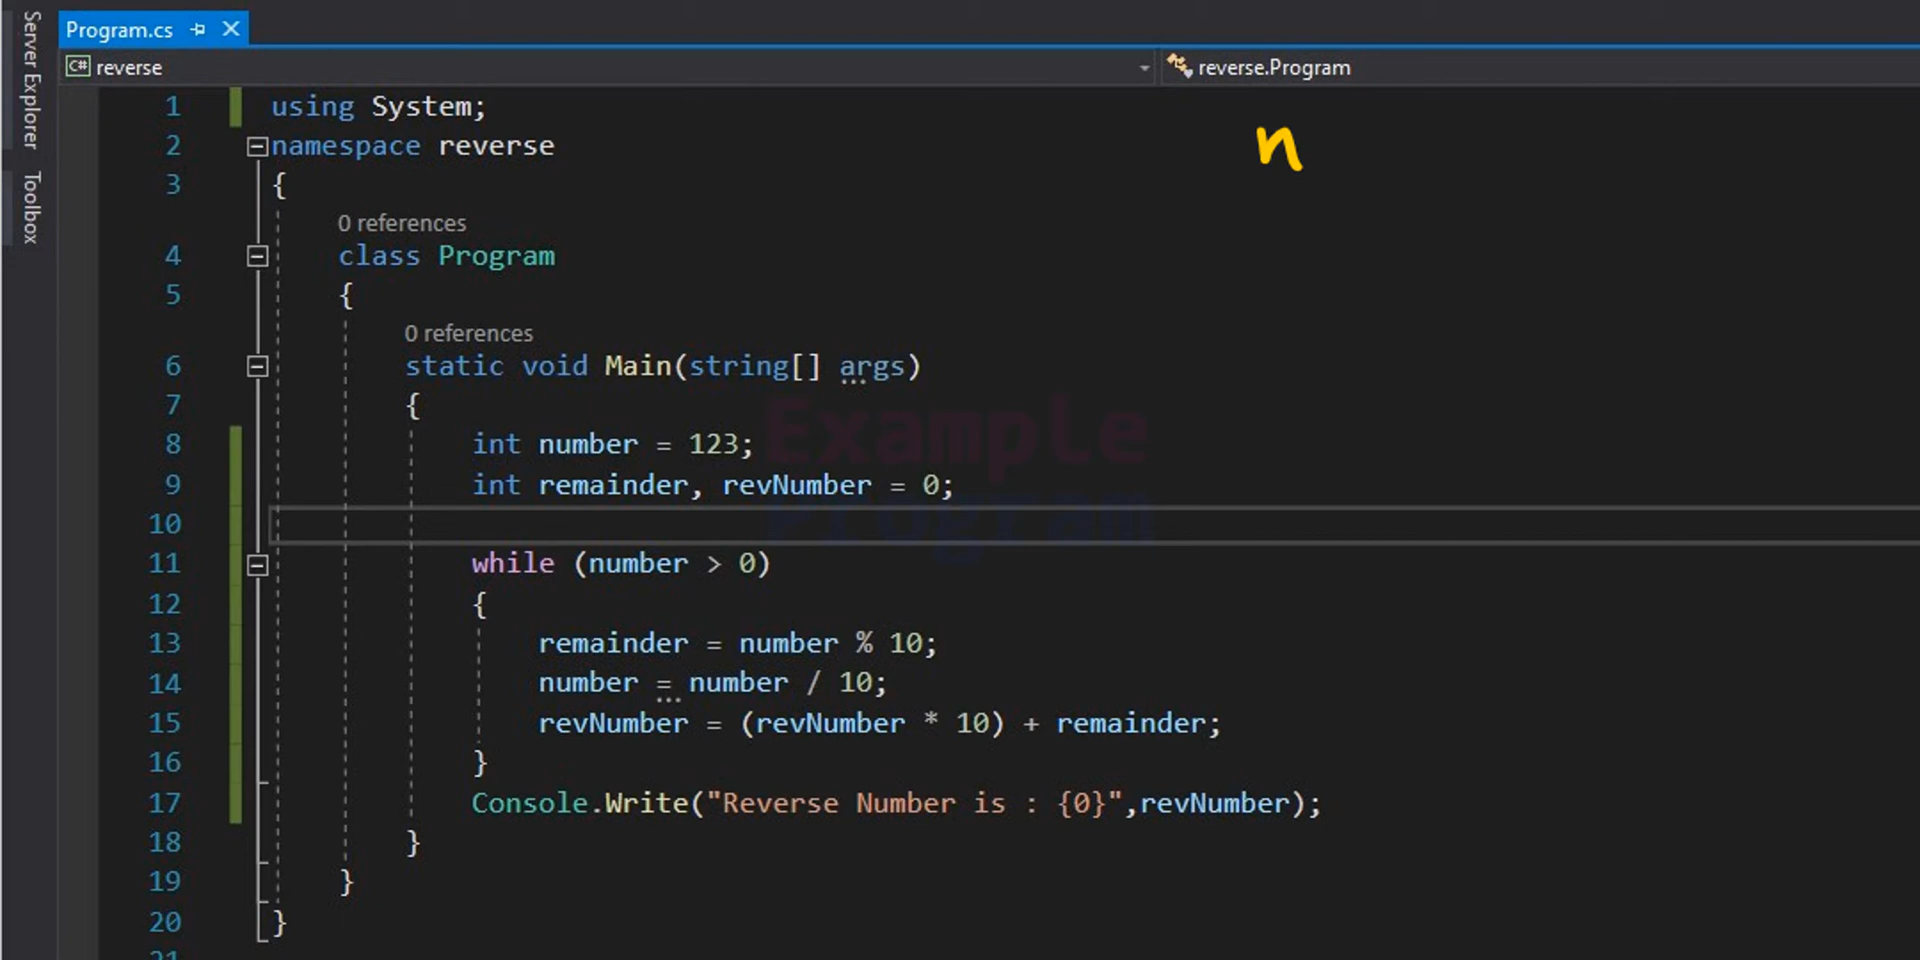 Server Explorer
Toolbox
Program.cs
C# reverse
reverse.Program
n
1 using System;
2 namespace reverse
3 {
0 references
4 class Program
5 {
0 references
6 static void Main(string[] args)
7 {
8 int number = 123;
9 int remainder, revNumber = 0;
10
11 while (number > 0)
12 {
13 remainder = number % 10;
14 number = number / 10;
15 revNumber = (revNumber * 10) + remainder;
16 }
17 Console.Write("Reverse Number is : {0}",revNumber);
18 }
19 }
20 }
21
Example
Program